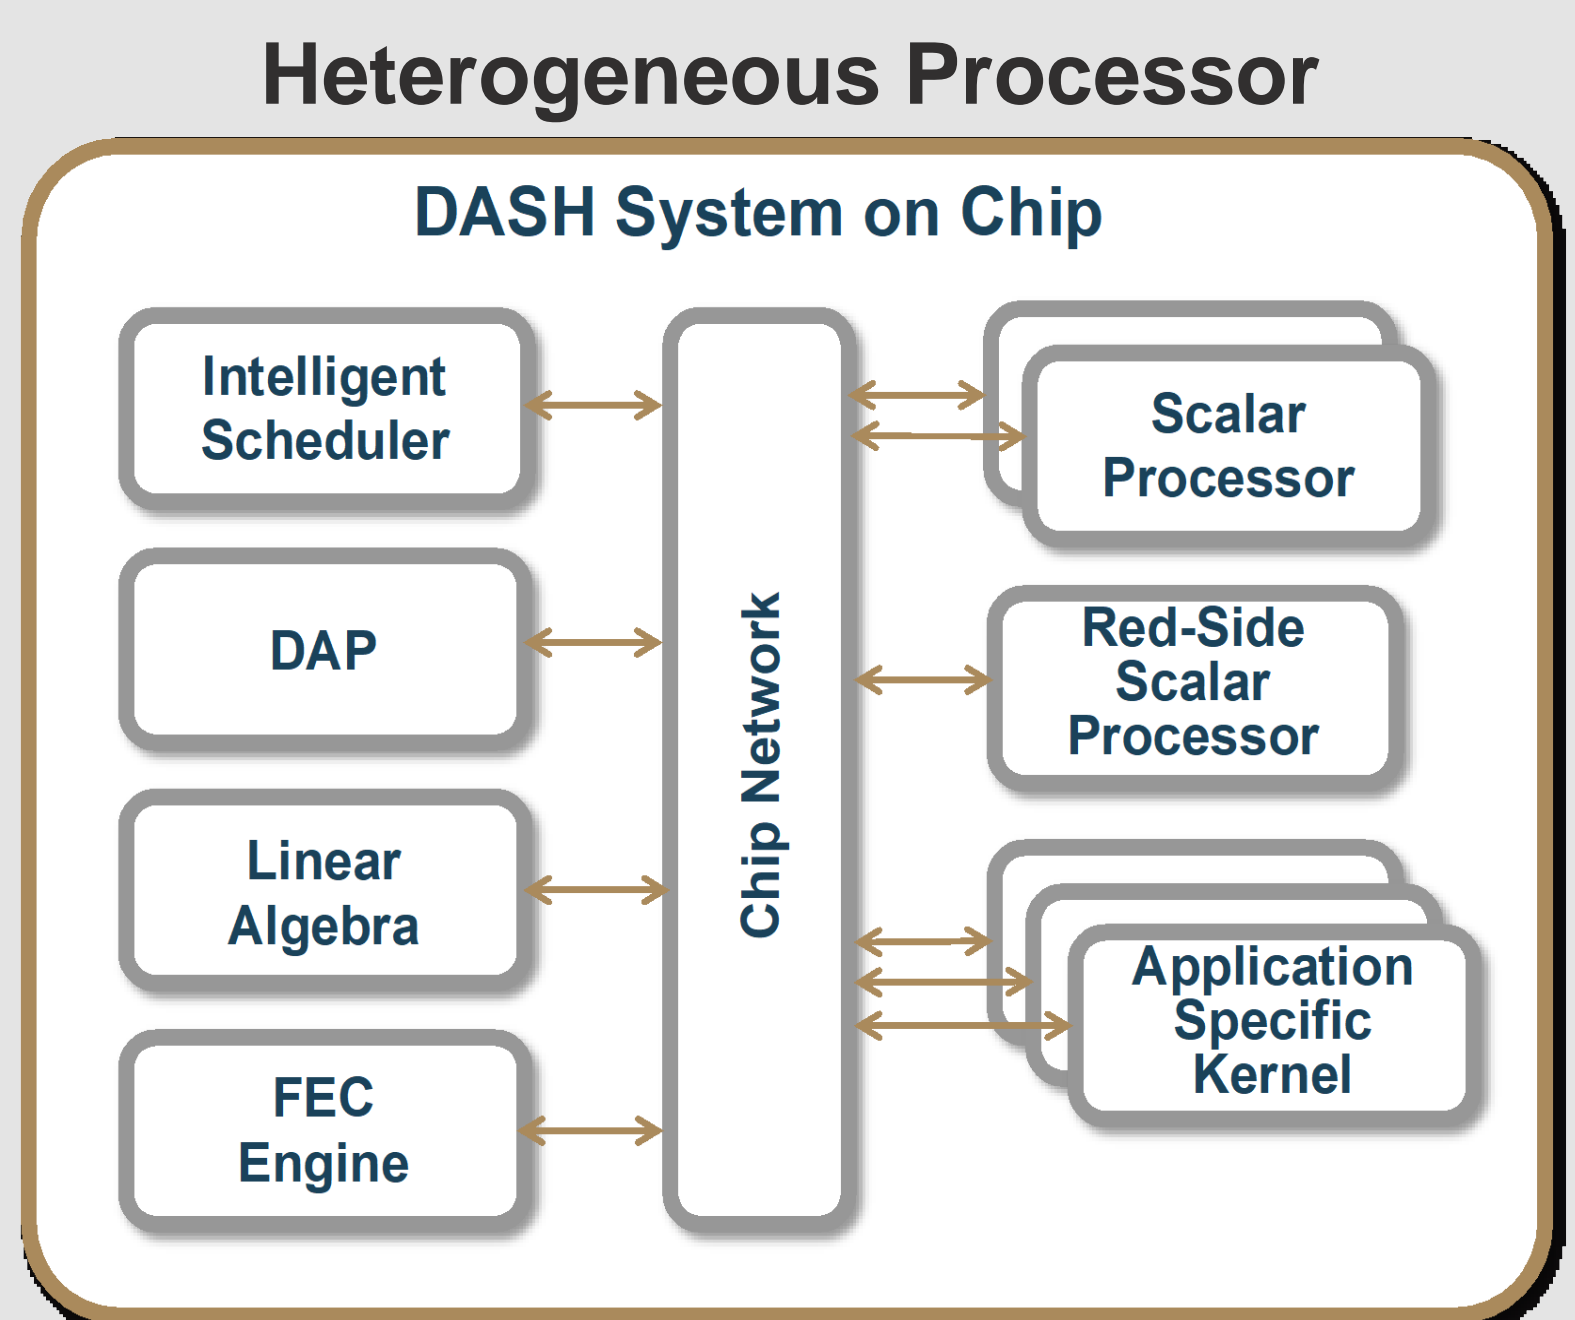 Heterogeneous Processor
DASH System on Chip
Intelligent
Scheduler
DAP
Linear
Algebra
FEC
Engine
Chip Network
Scalar
Processor
Red-Side
Scalar
Processor
Application
Specific
Kernel